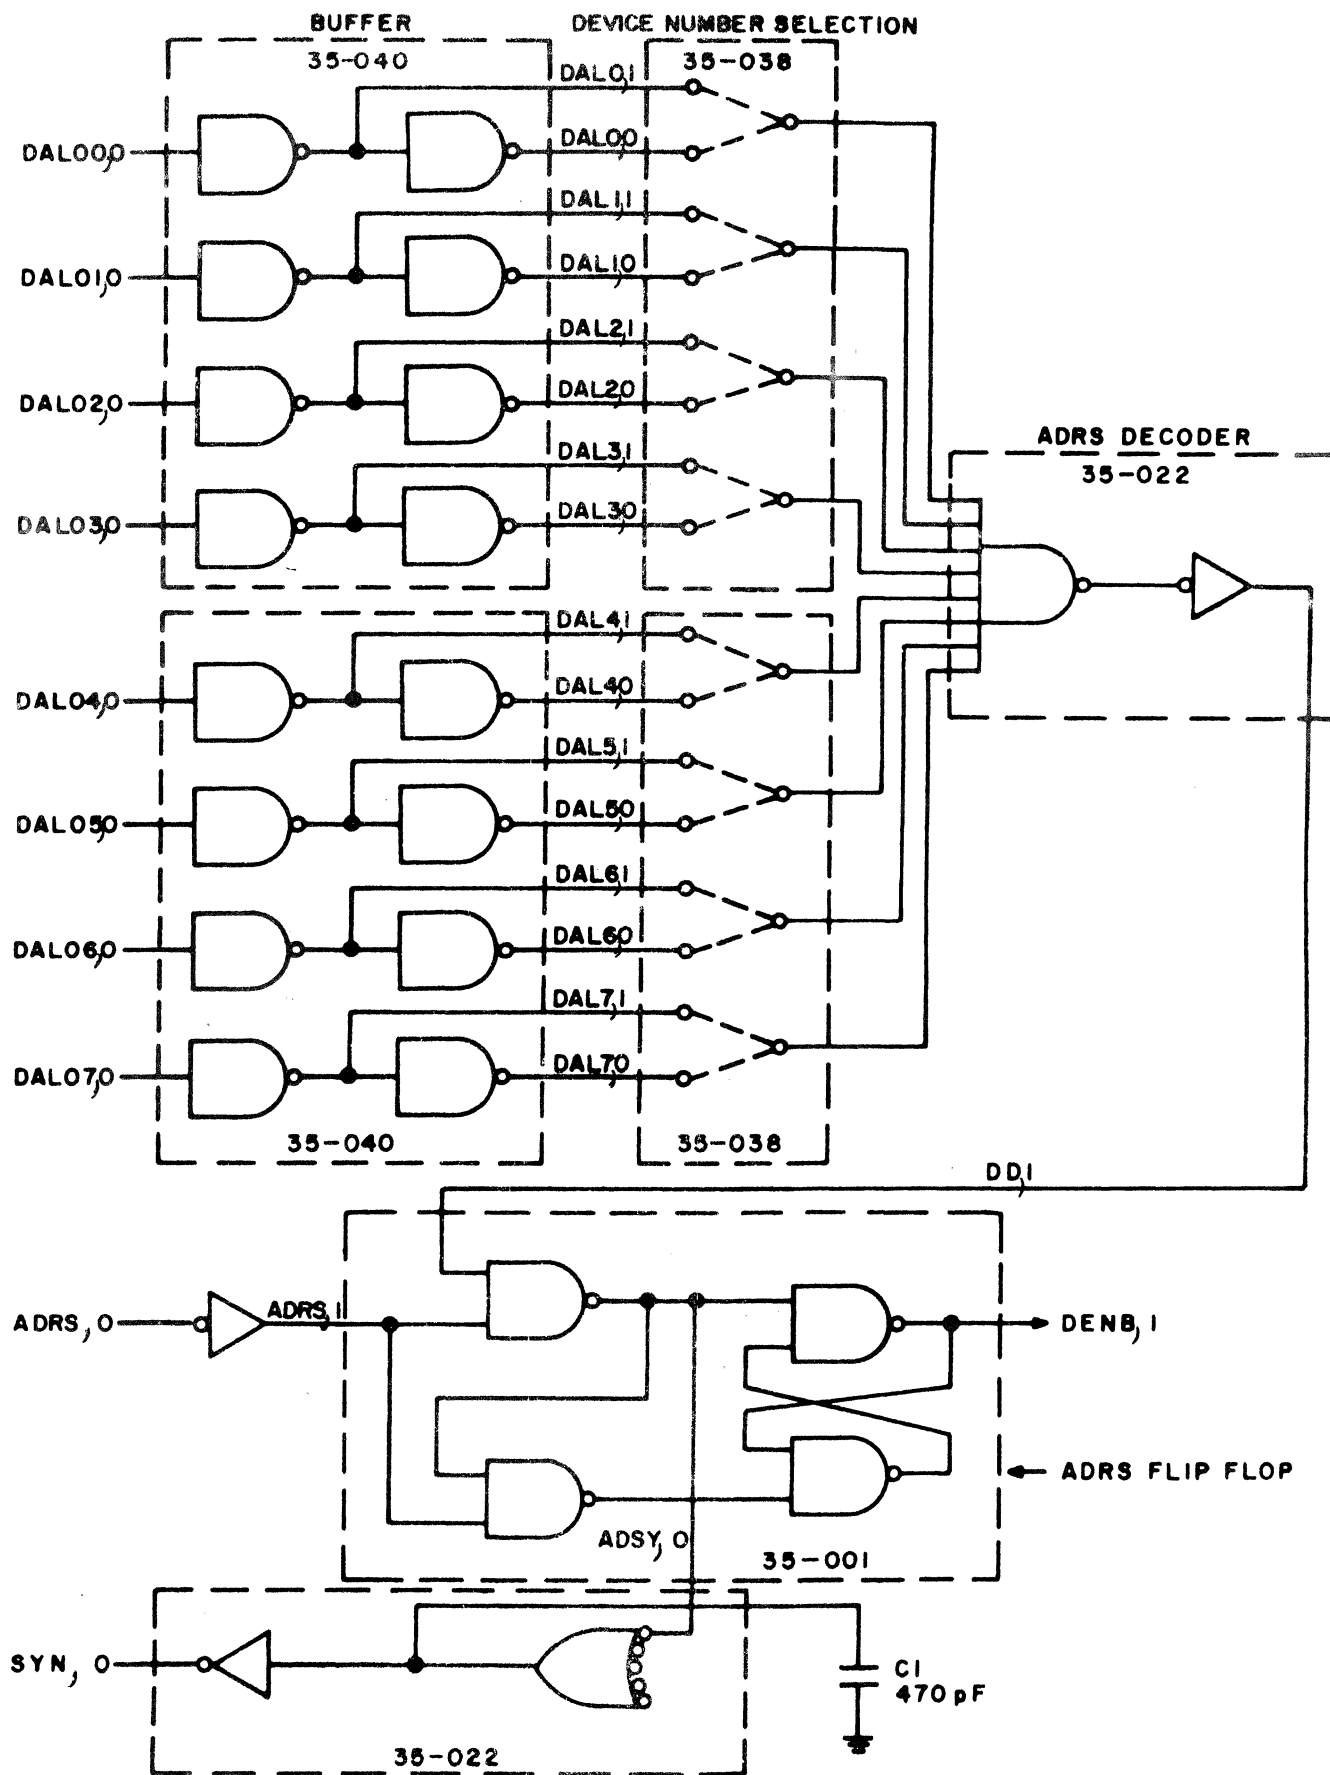 BUFFER
DEVICE NUMBER SELECTION
35-040
35-038
DAL0,1
DAL00,0
DAL0,0
DAL1,1
DAL01,0
DAL1,0
DAL2,1
DAL02,0
DAL2,0
DAL3,1
DAL03,0
DAL3,0
ADRS DECODER
35-022
DAL4,1
DAL04,0
DAL4,0
DAL5,1
DAL05,0
DAL5,0
DAL6,1
DAL06,0
DAL6,0
DAL7,1
DAL07,0
DAL7,0
35-040
35-038
DD,1
ADRS, 0
ADRS,1
DENB, 1
ADRS FLIP FLOP
ADSY, 0
35-001
SYN, 0
C1
470 pF
35-022